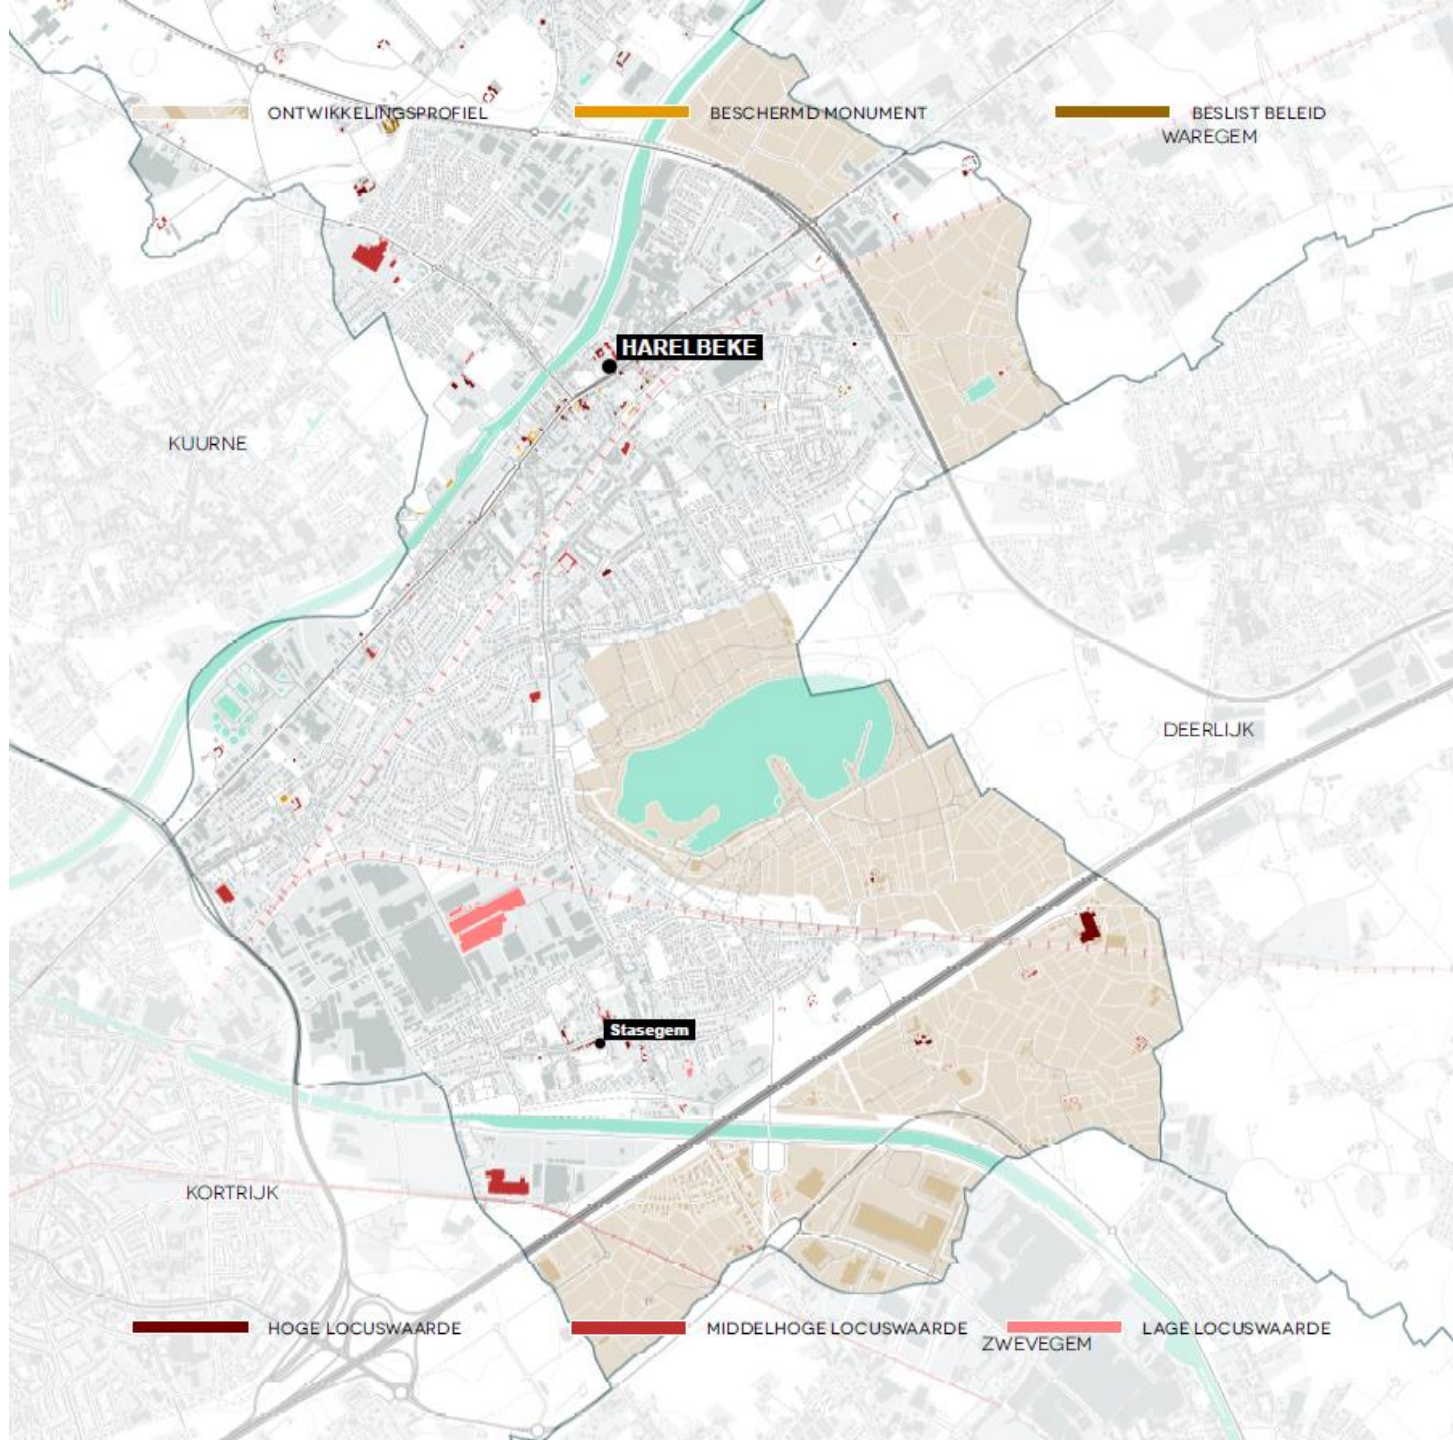 ONTWIKKELINGSPROFIEL
BESCHERMD MONUMENT
BESLIST BELEID
WAREGEM
HARELBEKE
KUURNE
DEERLIJK
Stasegem
KORTRIJK
HOGE LOCUSWAARDE
MIDDELHOGE LOCUSWAARDE
LAGE LOCUSWAARDE
ZWEVEGEM